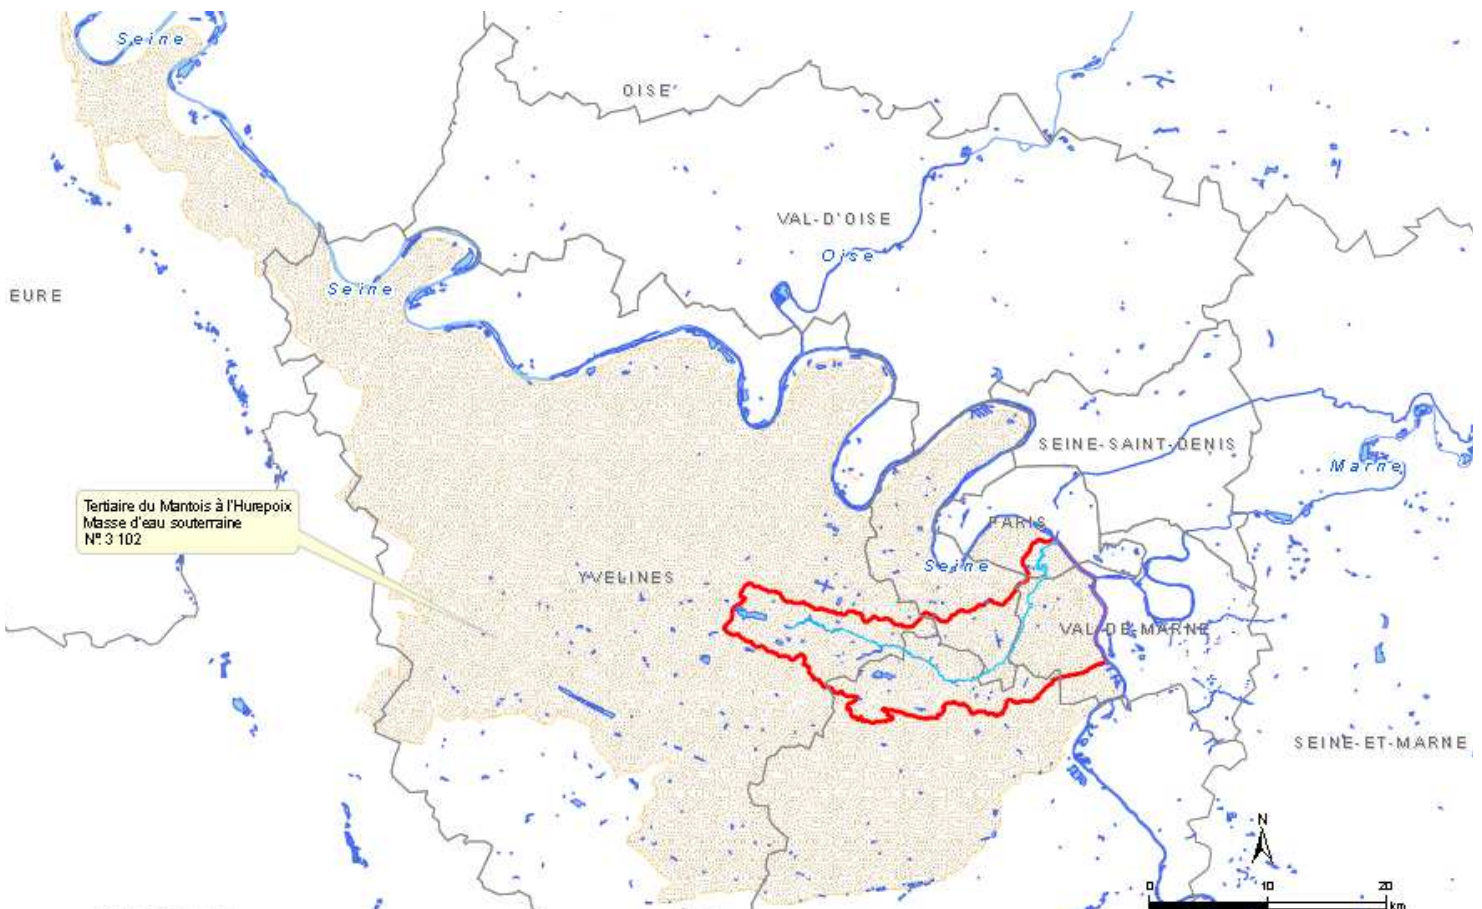 Seine
OISE
VAL-D'OISE
Oise
EURE
Seine
SEINE-SAINT-DENIS
Marne
Tertiaire du Mantois à l'Hurepoix
Masse d'eau souterraine
N°. 3 102
PARIS
Seine
YVELINES
VAL-DE-MARNE
SEINE-ET-MARNE
N
0 10 20
km